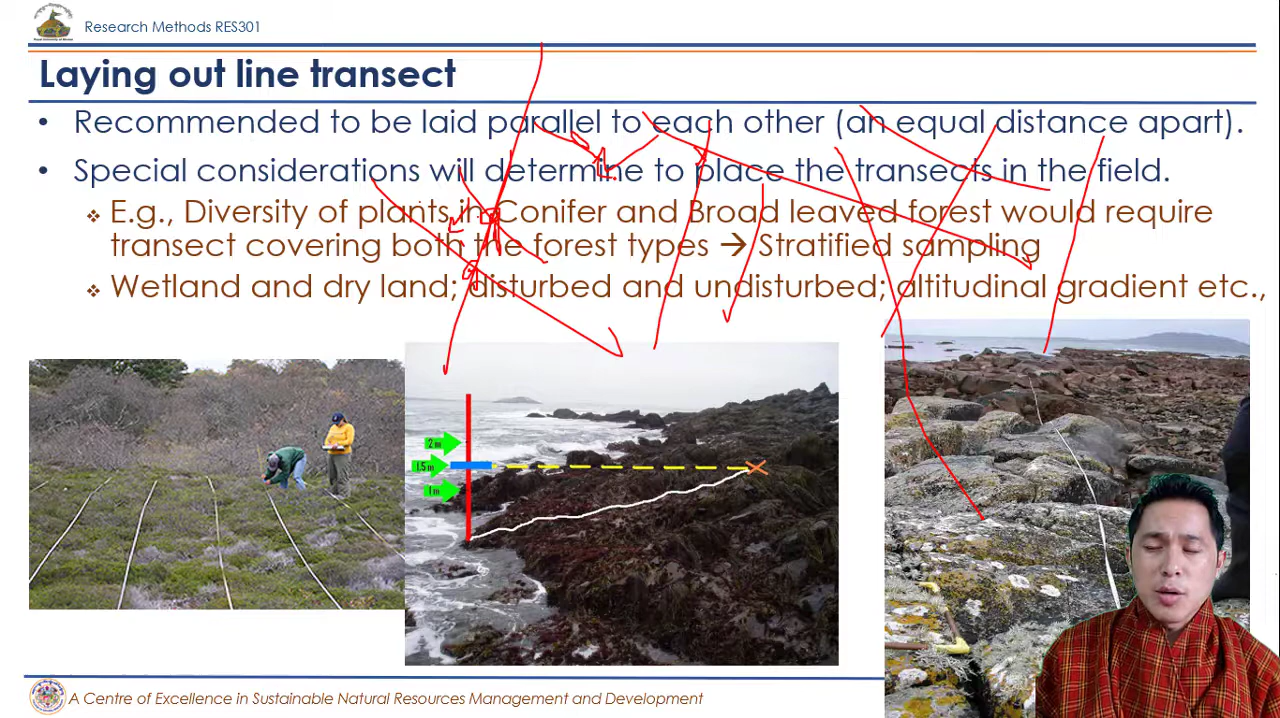 Research Methods RES301
Laying out line transect
• Recommended to be laid parallel to each other (an equal distance apart).
• Special considerations will determine to place the transects in the field.
❖ E.g., Diversity of plants in Conifer and Broad leaved forest would require
transect covering both the forest types → Stratified sampling
❖ Wetland and dry land; disturbed and undisturbed; altitudinal gradient etc.,
2 m
1.5 m
1 m
A Centre of Excellence in Sustainable Natural Resources Management and Development